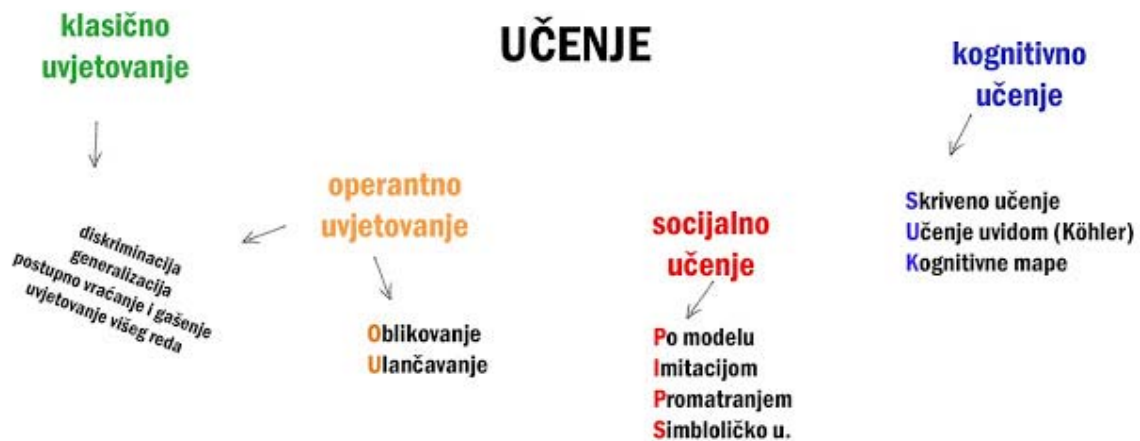 UČENJE
klasično
uvjetovanje
diskriminacija
generalizacija
postupno vraćanje i gašenje
uvjetovanje višeg reda
operantno
uvjetovanje
Oblikovanje
Ulančavanje
socijalno
učenje
Po modelu
Imitacijom
Promatranjem
Simbloličko u.
kognitivno
učenje
Skriveno učenje
Učenje uvidom (Köhler)
Kognitivne mape